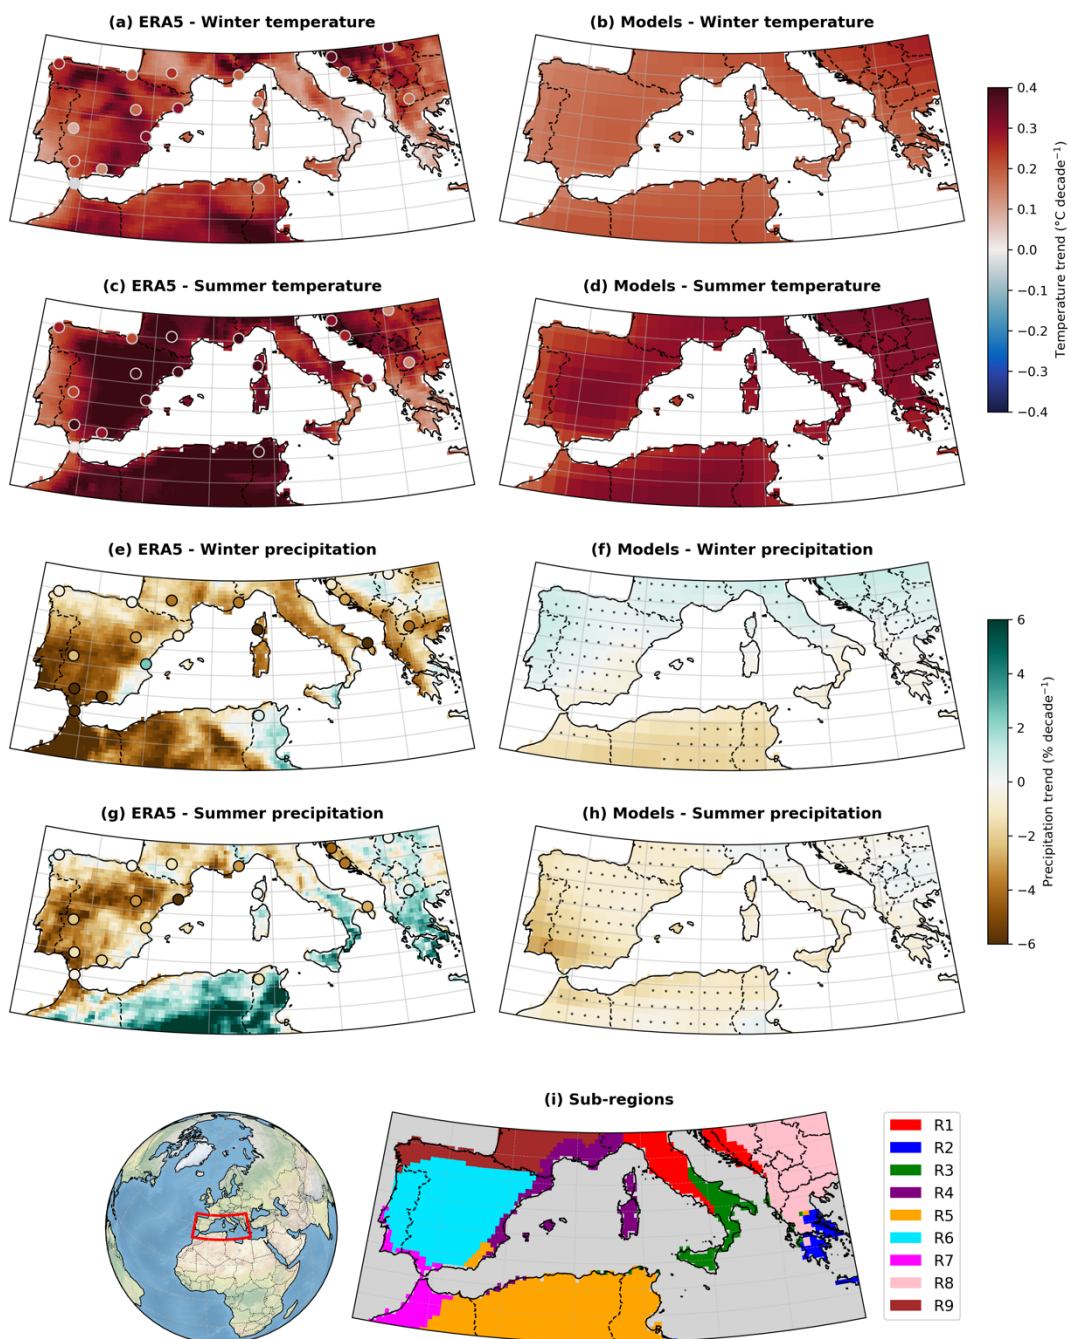 (a) ERA5 - Winter temperature
(b) Models - Winter temperature
0.4
0.3
0.2
0.1
0.0
−0.1
−0.2
−0.3
−0.4
Temperature trend (°C decade⁻¹)
(c) ERA5 - Summer temperature
(d) Models - Summer temperature
(e) ERA5 - Winter precipitation
(f) Models - Winter precipitation
6
4
2
0
−2
−4
−6
Precipitation trend (% decade⁻¹)
(g) ERA5 - Summer precipitation
(h) Models - Summer precipitation
(i) Sub-regions
R1
R2
R3
R4
R5
R6
R7
R8
R9